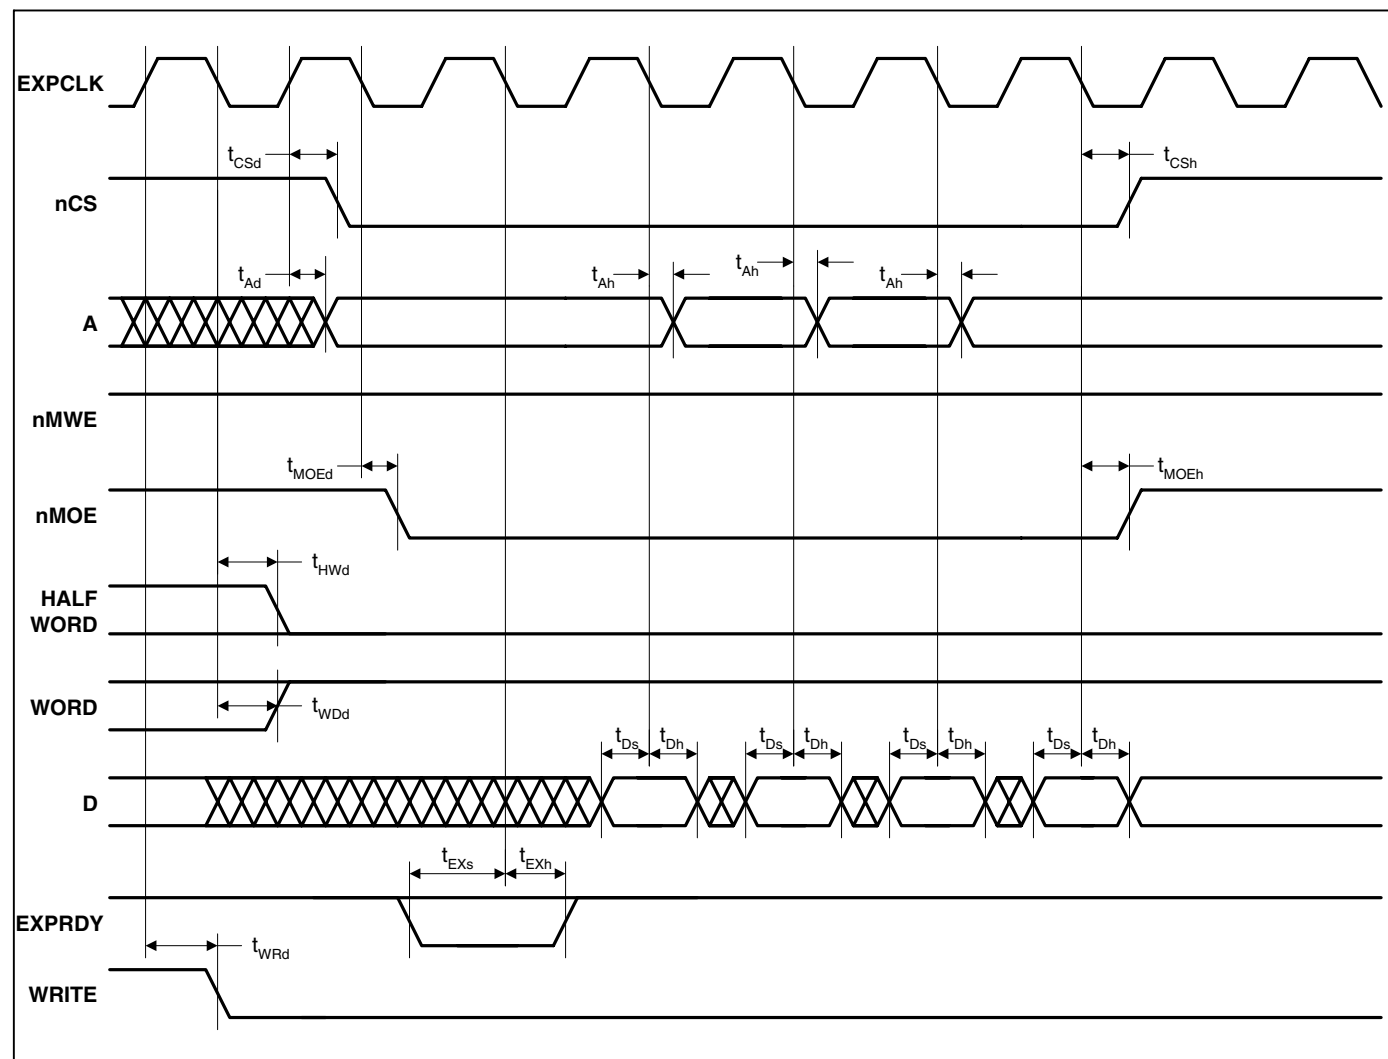 EXPCLK
tCSd
tCSh
nCS
tAd
tAh
tAh
tAh
A
nMWE
tMOEd
tMOEh
nMOE
tHWd
HALF
WORD
WORD
tWDd
tDs
tDh
tDs
tDh
tDs
tDh
tDs
tDh
D
tEXs
tEXh
EXPRDY
tWRd
WRITE